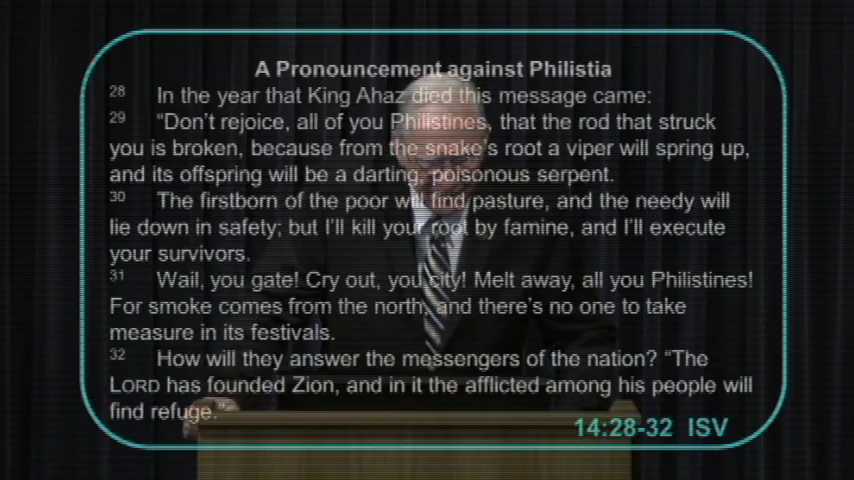 A Pronouncement against Philistia
28 In the year that King Ahaz died this message came:
29 “Don’t rejoice, all of you Philistines, that the rod that struck
you is broken, because from the snake’s root a viper will spring up,
and its offspring will be a darting, poisonous serpent.
30 The firstborn of the poor will find pasture, and the needy will
lie down in safety; but I’ll kill your root by famine, and I’ll execute
your survivors.
31 Wail, you gate! Cry out, you city! Melt away, all you Philistines!
For smoke comes from the north, and there’s no one to take
measure in its festivals.
32 How will they answer the messengers of the nation? “The
LORD has founded Zion, and in it the afflicted among his people will
find refuge.”
14:28-32 ISV